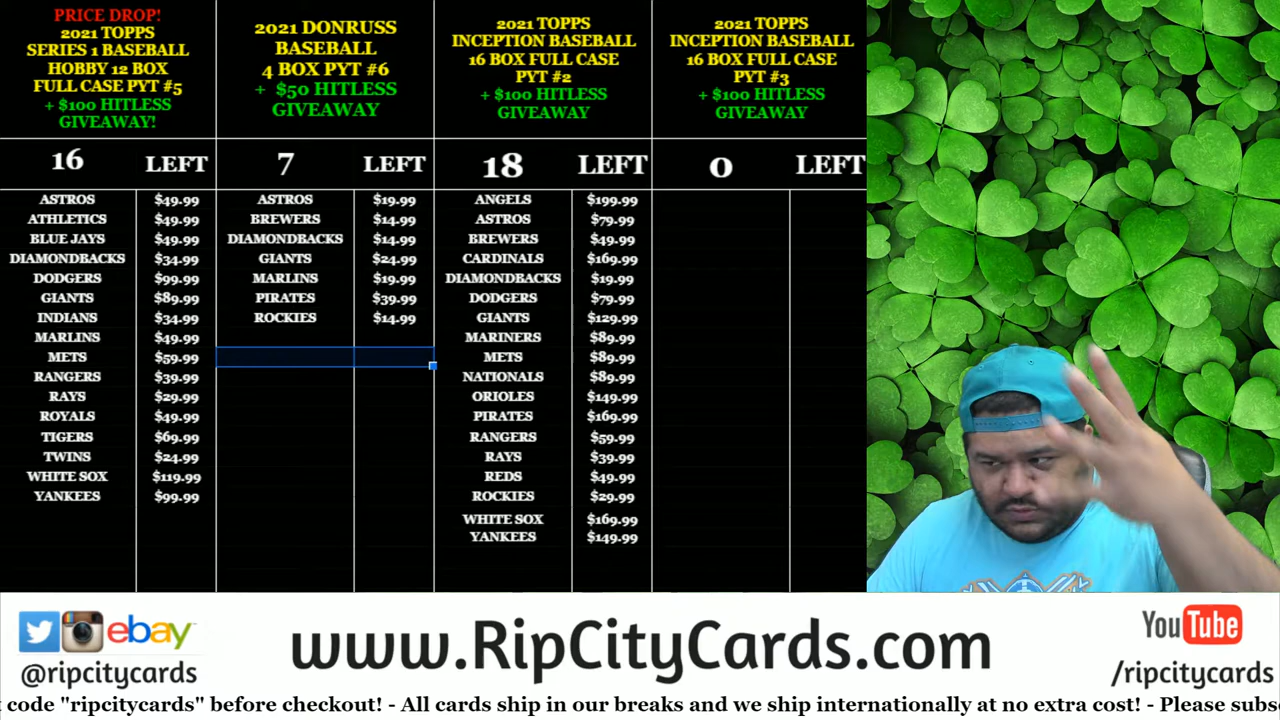 PRICE DROP!
2021 TOPPS
SERIES 1 BASEBALL
HOBBY 12 BOX
FULL CASE PYT #5
+ $100 HITLESS
GIVEAWAY!
16 LEFT
ASTROS $49.99
ATHLETICS $49.99
BLUE JAYS $49.99
DIAMONDBACKS $34.99
DODGERS $99.99
GIANTS $89.99
INDIANS $34.99
MARLINS $49.99
METS $59.99
RANGERS $39.99
RAYS $29.99
ROYALS $49.99
TIGERS $69.99
TWINS $24.99
WHITE SOX $119.99
YANKEES $99.99
2021 DONRUSS
BASEBALL
4 BOX PYT #6
+ $50 HITLESS
GIVEAWAY
7 LEFT
ASTROS $19.99
BREWERS $14.99
DIAMONDBACKS $14.99
GIANTS $24.99
MARLINS $19.99
PIRATES $39.99
ROCKIES $14.99
2021 TOPPS
INCEPTION BASEBALL
16 BOX FULL CASE
PYT #2
+ $100 HITLESS
GIVEAWAY
18 LEFT
ANGELS $199.99
ASTROS $79.99
BREWERS $49.99
CARDINALS $169.99
DIAMONDBACKS $19.99
DODGERS $79.99
GIANTS $129.99
MARINERS $89.99
METS $89.99
NATIONALS $89.99
ORIOLES $149.99
PIRATES $169.99
RANGERS $59.99
RAYS $39.99
REDS $49.99
ROCKIES $29.99
WHITE SOX $169.99
YANKEES $149.99
2021 TOPPS
INCEPTION BASEBALL
16 BOX FULL CASE
PYT #3
+ $100 HITLESS
GIVEAWAY
0 LEFT
ebay
@ripcitycards
www.RipCityCards.com
YouTube
/ripcitycards
code "ripcitycards" before checkout! - All cards ship in our breaks and we ship internationally at no extra cost! - Please subs